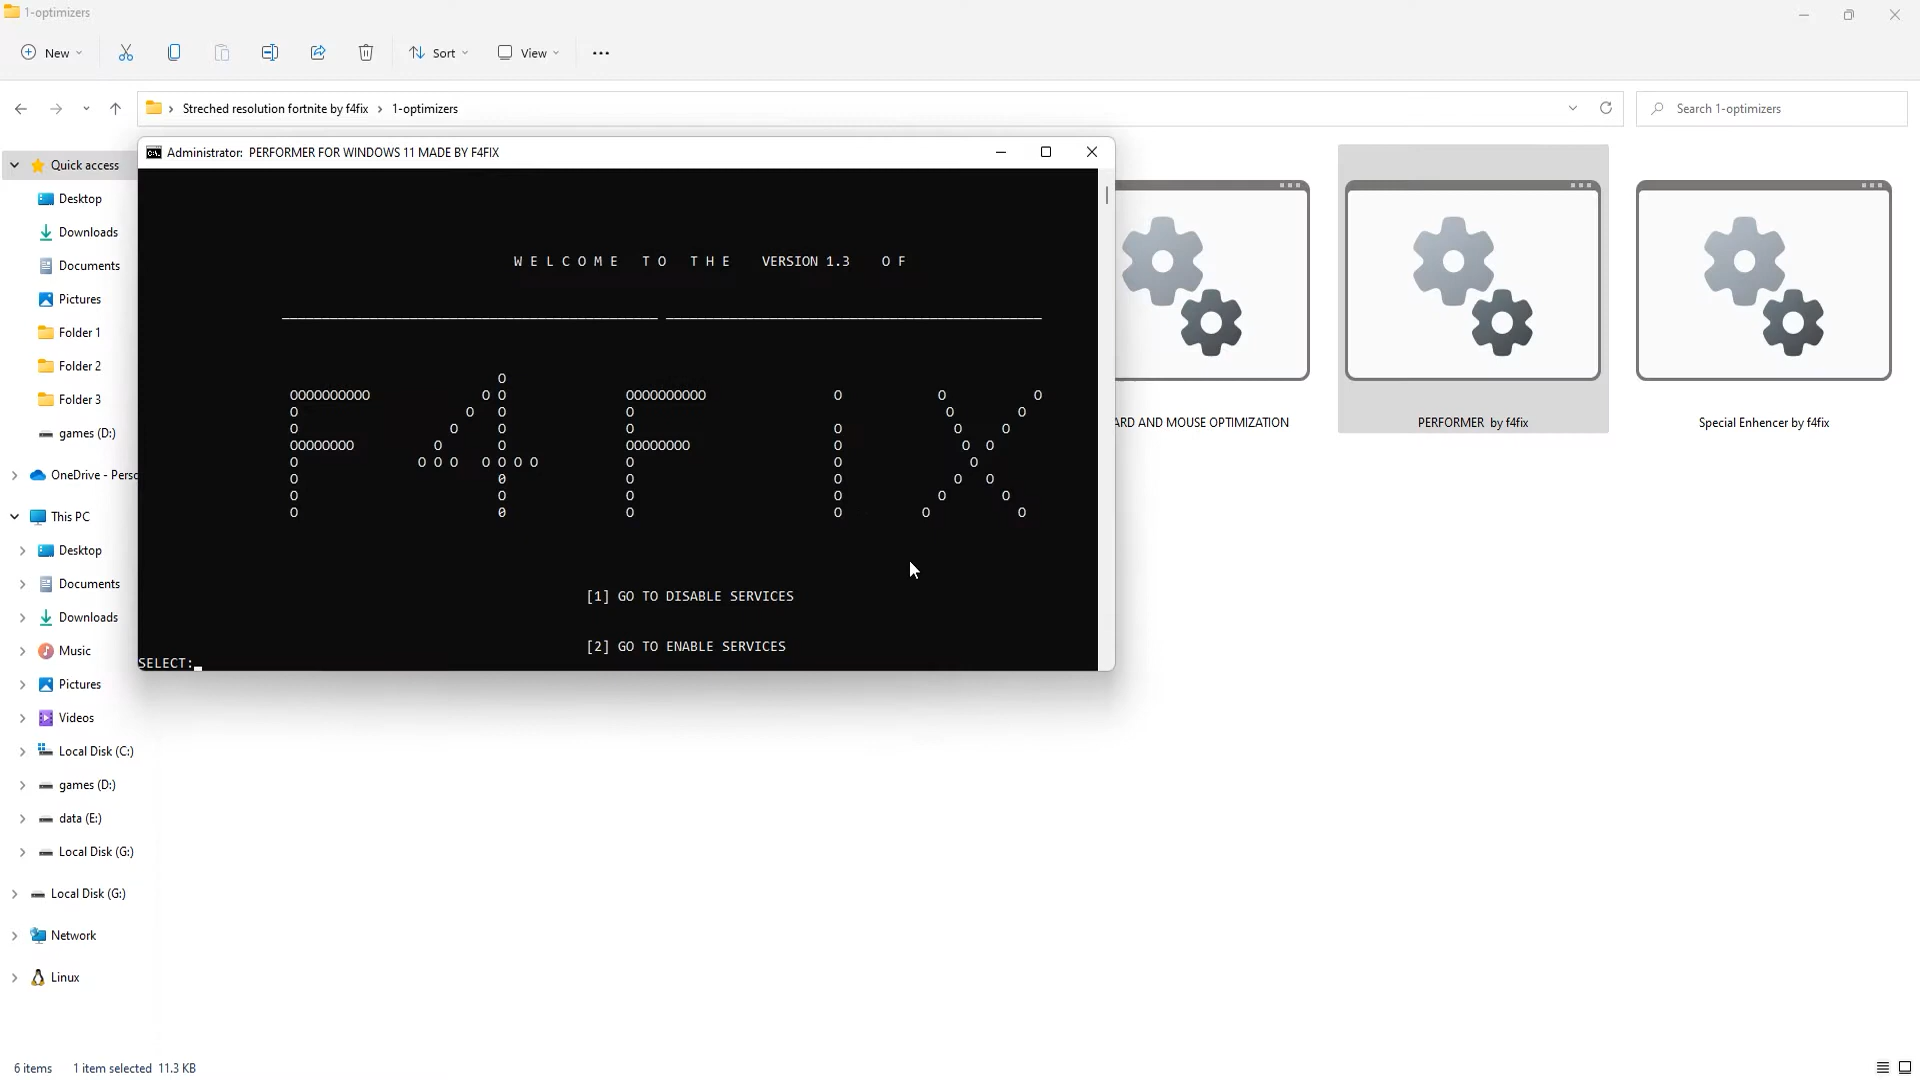 1-optimizers
New
Sort
View
Streched resolution fortnite by f4fix
1-optimizers
Search 1-optimizers
Quick access
Desktop
Downloads
Documents
Pictures
Folder 1
Folder 2
Folder 3
games (D:)
OneDrive - Perso
This PC
Desktop
Documents
Downloads
Music
Pictures
Videos
Local Disk (C:)
games (D:)
data (E:)
Local Disk (G:)
Local Disk (G:)
Network
Linux
Administrator: PERFORMER FOR WINDOWS 11 MADE BY F4FIX
W E L C O M E T O T H E VERSION 1.3 O F
F4FIX
[1] GO TO DISABLE SERVICES
[2] GO TO ENABLE SERVICES
SELECT:
ARD AND MOUSE OPTIMIZATION
PERFORMER by f4fix
Special Enhencer by f4fix
6 items
1 item selected 11.3 KB